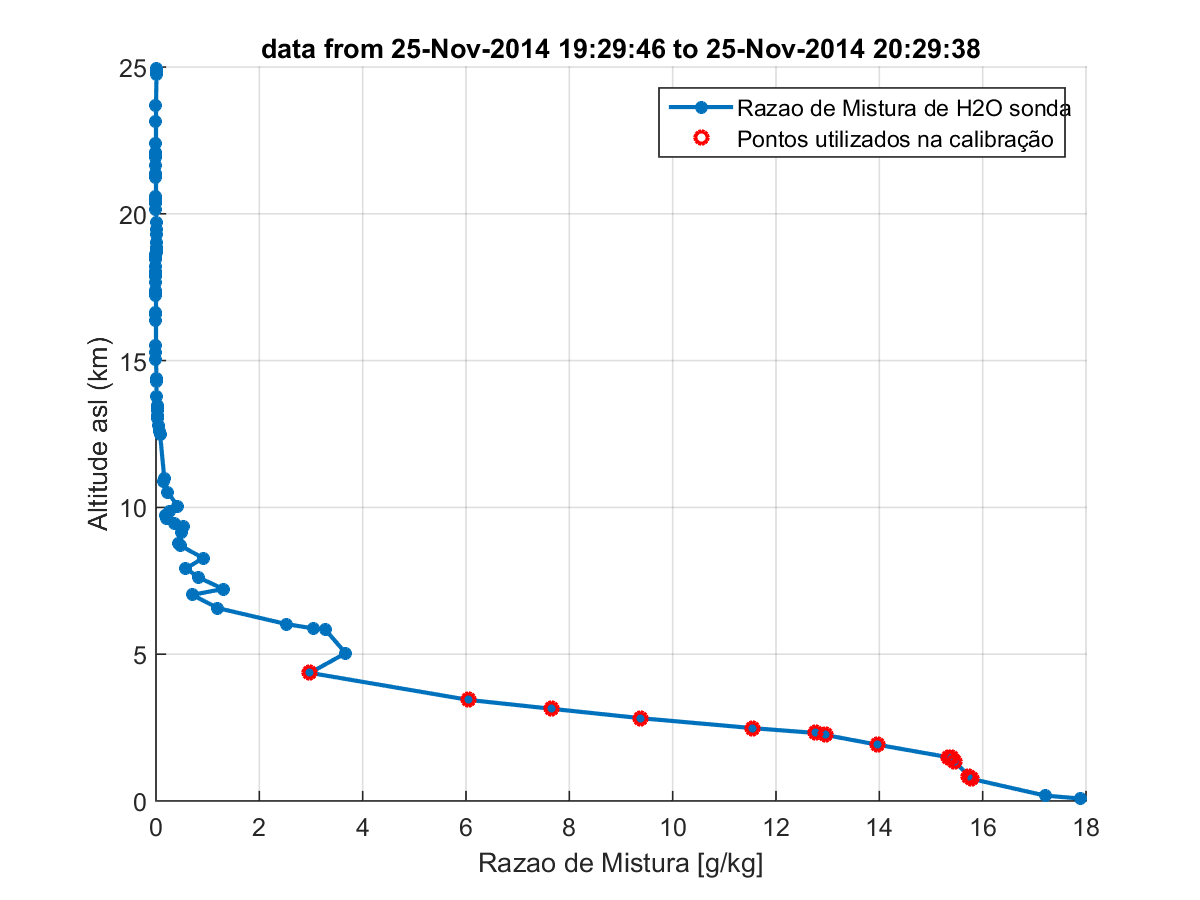 data from 25-Nov-2014 19:29:46 to 25-Nov-2014 20:29:38
Razao de Mistura de H2O sonda
Pontos utilizados na calibração
Altitude asl (km)
25
20
15
10
5
0
0 2 4 6 8 10 12 14 16 18
Razao de Mistura [g/kg]